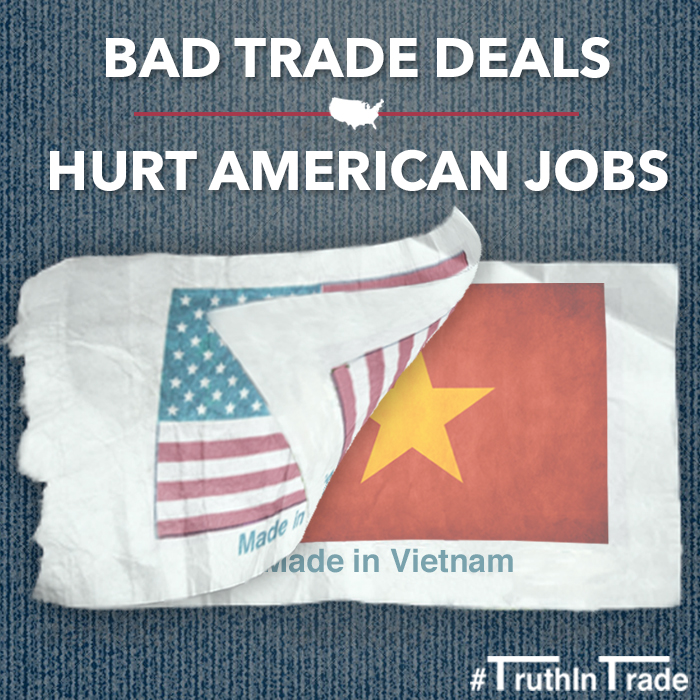 BAD TRADE DEALS
HURT AMERICAN JOBS
Made in
Made in Vietnam
#TruthInTrade